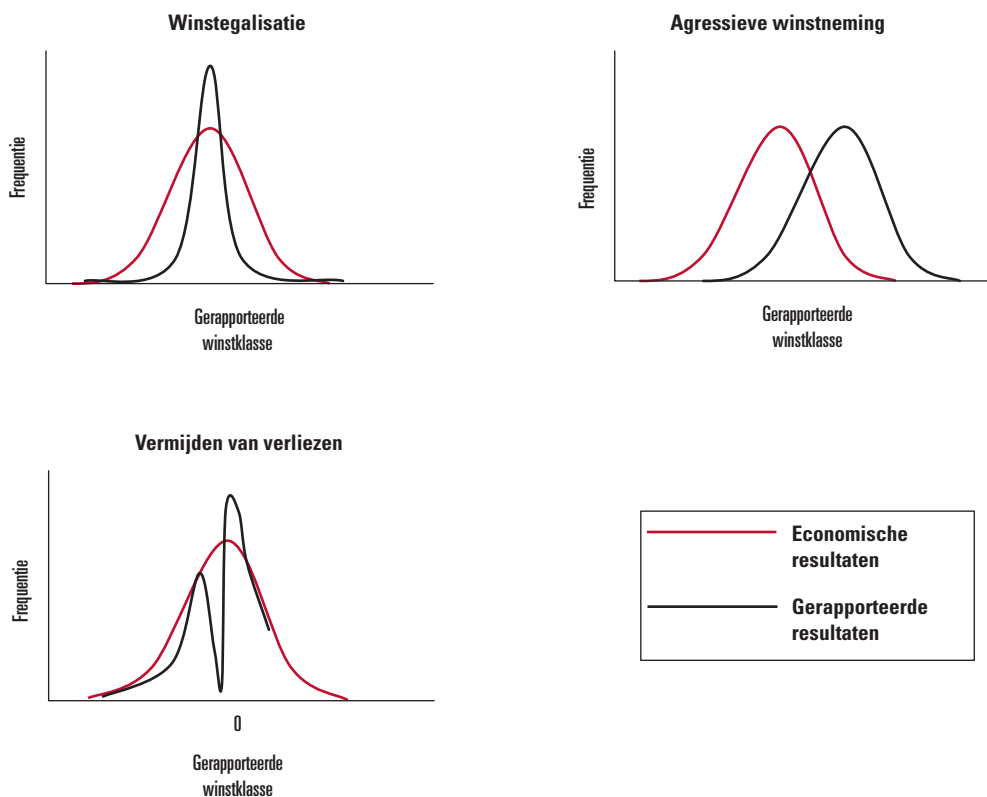 Winstegalisatie
Frequentie
Gerapporteerde
winstklasse
Agressieve winstneming
Frequentie
Gerapporteerde
winstklasse
Vermijden van verliezen
Frequentie
0
Gerapporteerde
winstklasse
Economische
resultaten
Gerapporteerde
resultaten